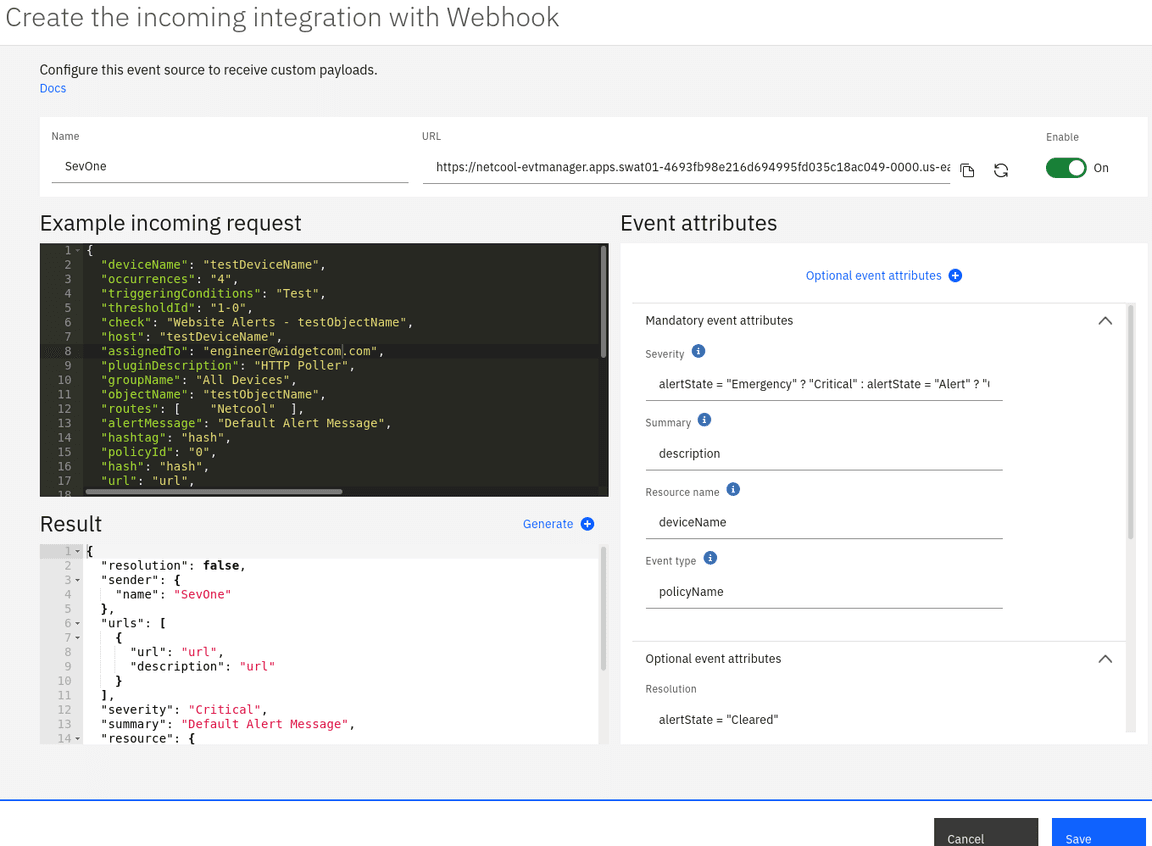 Create the incoming integration with Webhook
Configure this event source to receive custom payloads.
Docs
Name
SevOne
URL
https://netcool-evtmanager.apps.swat01-4693fb98e216d694995fd035c18ac049-0000.us-ea
Enable
On
Example incoming request
1 {
2 "deviceName": "testDeviceName",
3 "occurrences": "4",
4 "triggeringConditions": "Test",
5 "thresholdId": "1-0",
6 "check": "Website Alerts - testObjectName",
7 "host": "testDeviceName",
8 "assignedTo": "engineer@widgetcom.com",
9 "pluginDescription": "HTTP Poller",
10 "groupName": "All Devices",
11 "objectName": "testObjectName",
12 "routes": [    "Netcool"  ],
13 "alertMessage": "Default Alert Message",
14 "hashtag": "hash",
15 "policyId": "0",
16 "hash": "hash",
17 "url": "url",
18
Result
Generate
1 {
2 "resolution": false,
3 "sender": {
4 "name": "SevOne"
5 },
6 "urls": [
7 {
8 "url": "url",
9 "description": "url"
10 }
11 ],
12 "severity": "Critical",
13 "summary": "Default Alert Message",
14 "resource": {
Event attributes
Optional event attributes
Mandatory event attributes
Severity
alertState = "Emergency" ? "Critical" : alertState = "Alert" ? "
Summary
description
Resource name
deviceName
Event type
policyName
Optional event attributes
Resolution
alertState = "Cleared"
Cancel
Save